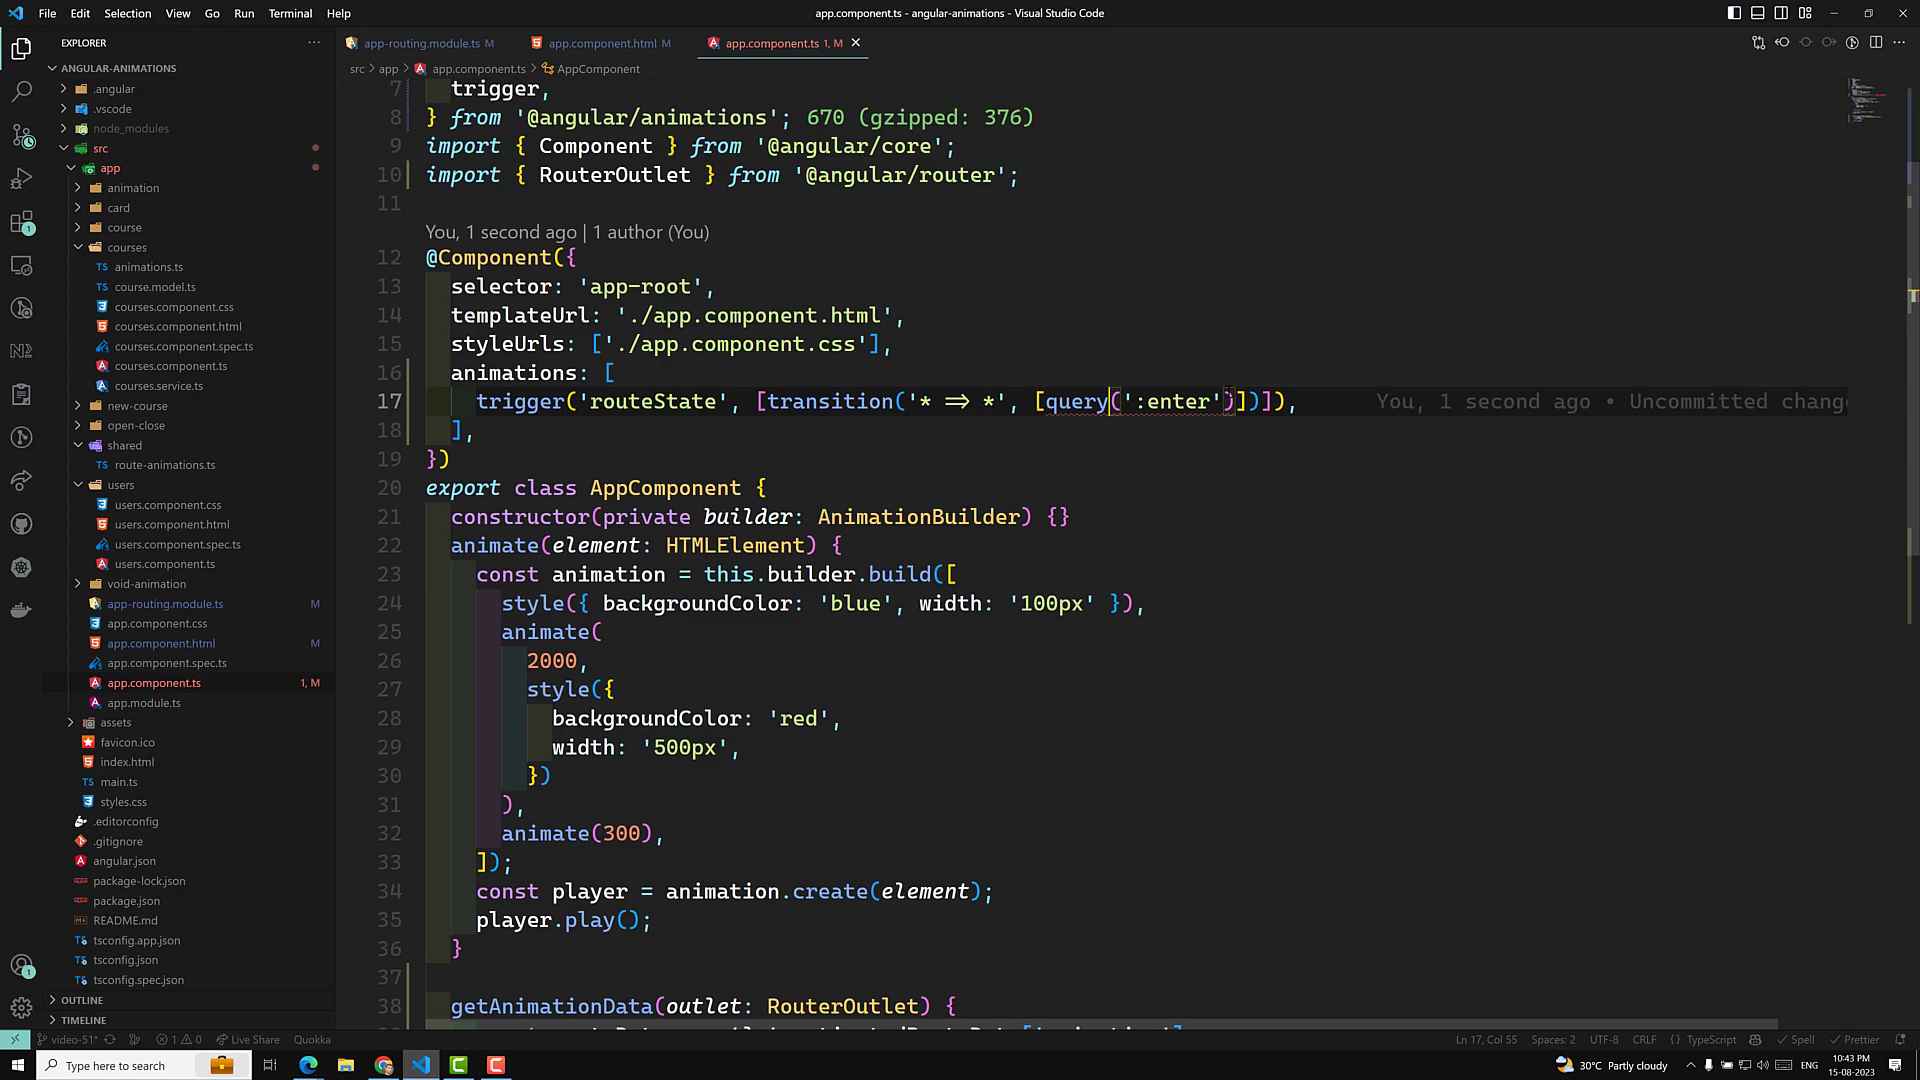 File Edit Selection View Go Run Terminal Help
app.component.ts - angular-animations - Visual Studio Code
EXPLORER
ANGULAR-ANIMATIONS
.angular
.vscode
node_modules
src
app
animation
card
course
courses
animations.ts
course.model.ts
courses.component.css
courses.component.html
courses.component.spec.ts
courses.component.ts
courses.service.ts
new-course
open-close
shared
route-animations.ts
users
users.component.css
users.component.html
users.component.spec.ts
users.component.ts
void-animation
app-routing.module.ts M
app.component.css
app.component.html M
app.component.spec.ts
app.component.ts 1, M
app.module.ts
assets
favicon.ico
index.html
main.ts
styles.css
.editorconfig
.gitignore
angular.json
package-lock.json
package.json
README.md
tsconfig.app.json
tsconfig.json
tsconfig.spec.json
OUTLINE
TIMELINE
app-routing.module.ts M app.component.html M app.component.ts 1, M
src > app > app.component.ts > AppComponent
7 trigger,
8 } from '@angular/animations'; 670 (gzipped: 376)
9 import { Component } from '@angular/core';
10 import { RouterOutlet } from '@angular/router';
11
You, 1 second ago | 1 author (You)
12 @Component({
13 selector: 'app-root',
14 templateUrl: './app.component.html',
15 styleUrls: ['./app.component.css'],
16 animations: [
17 trigger('routeState', [transition('* => *', [query(':enter')])]), You, 1 second ago • Uncommitted change
18 ],
19 })
20 export class AppComponent {
21 constructor(private builder: AnimationBuilder) {}
22 animate(element: HTMLElement) {
23 const animation = this.builder.build([
24 style({ backgroundColor: 'blue', width: '100px' }),
25 animate(
26 2000,
27 style({
28 backgroundColor: 'red',
29 width: '500px',
30 })
31 ),
32 animate(300),
33 ]);
34 const player = animation.create(element);
35 player.play();
36 }
37
38 getAnimationData(outlet: RouterOutlet) {
video-51* 1 0 Live Share Quokka
Ln 17, Col 55 Spaces: 2 UTF-8 CRLF { } TypeScript Spell Prettier
Type here to search
30°C Partly cloudy ENG 10:43 PM
15-08-2023